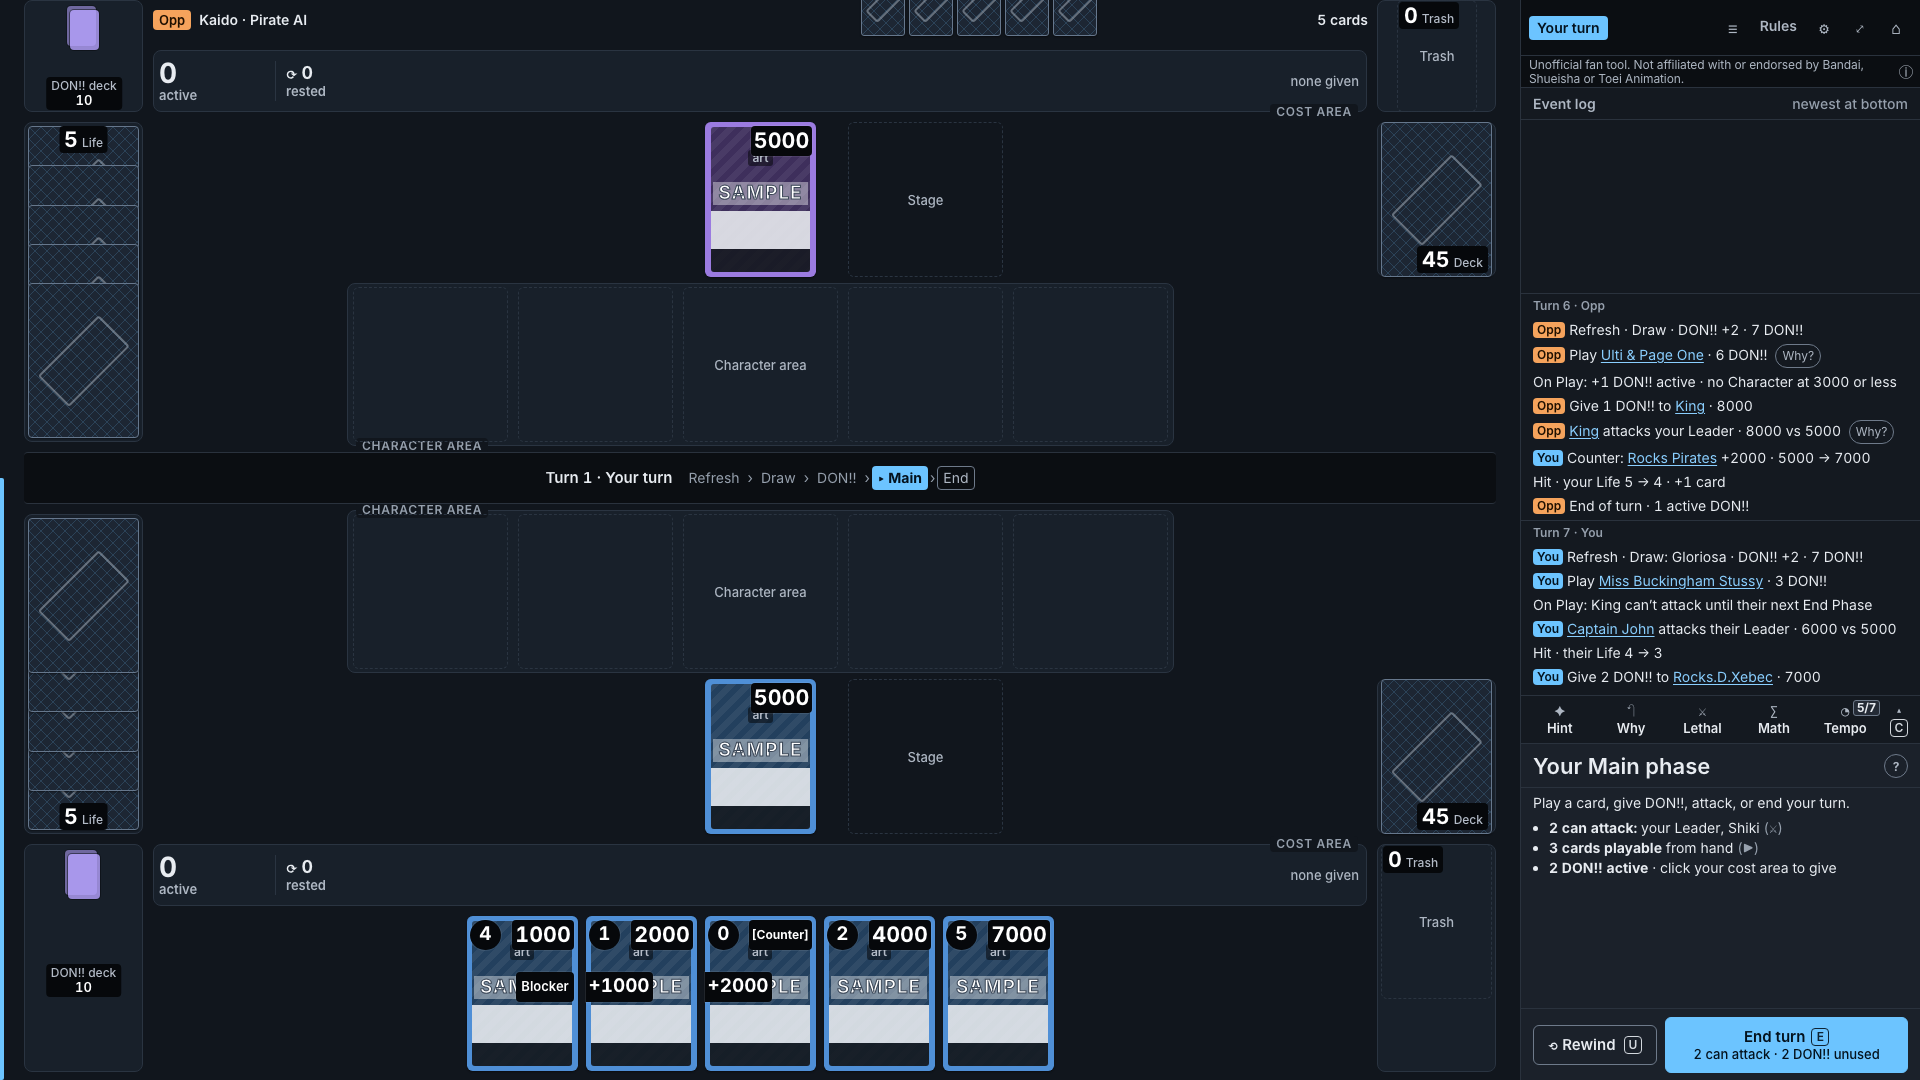 Opp Kaido · Pirate AI
5 cards
0 Trash
Trash
DON!! deck
10
0
active
0
rested
none given
COST AREA
5 Life
5000
art
SAMPLE
Stage
45 Deck
Character area
CHARACTER AREA
Turn 1 · Your turn Refresh › Draw › DON!! › ▸ Main › End
CHARACTER AREA
Character area
5000
art
SAMPLE
Stage
45 Deck
5 Life
COST AREA
0
active
0
rested
none given
0 Trash
Trash
DON!! deck
10
4 1000
art
SAM
Blocker
1 2000
art
+1000
PLE
0 [Counter]
art
+2000
PLE
2 4000
art
SAMPLE
5 7000
art
SAMPLE
Your turn
Rules
Unofficial fan tool. Not affiliated with or endorsed by Bandai,
Shueisha or Toei Animation.
Event log newest at bottom
Turn 6 · Opp
Opp Refresh · Draw · DON!! +2 · 7 DON!!
Opp Play Ulti & Page One · 6 DON!! Why?
On Play: +1 DON!! active · no Character at 3000 or less
Opp Give 1 DON!! to King · 8000
Opp King attacks your Leader · 8000 vs 5000 Why?
You Counter: Rocks Pirates +2000 · 5000 → 7000
Hit · your Life 5 → 4 · +1 card
Opp End of turn · 1 active DON!!
Turn 7 · You
You Refresh · Draw: Gloriosa · DON!! +2 · 7 DON!!
You Play Miss Buckingham Stussy · 3 DON!!
On Play: King can’t attack until their next End Phase
You Captain John attacks their Leader · 6000 vs 5000
Hit · their Life 4 → 3
You Give 2 DON!! to Rocks.D.Xebec · 7000
Hint
Why
Lethal
Math
5/7
Tempo
C
Your Main phase ?
Play a card, give DON!!, attack, or end your turn.
• 2 can attack: your Leader, Shiki (⚔)
• 3 cards playable from hand (▶)
• 2 DON!! active · click your cost area to give
Rewind U
End turn E
2 can attack · 2 DON!! unused